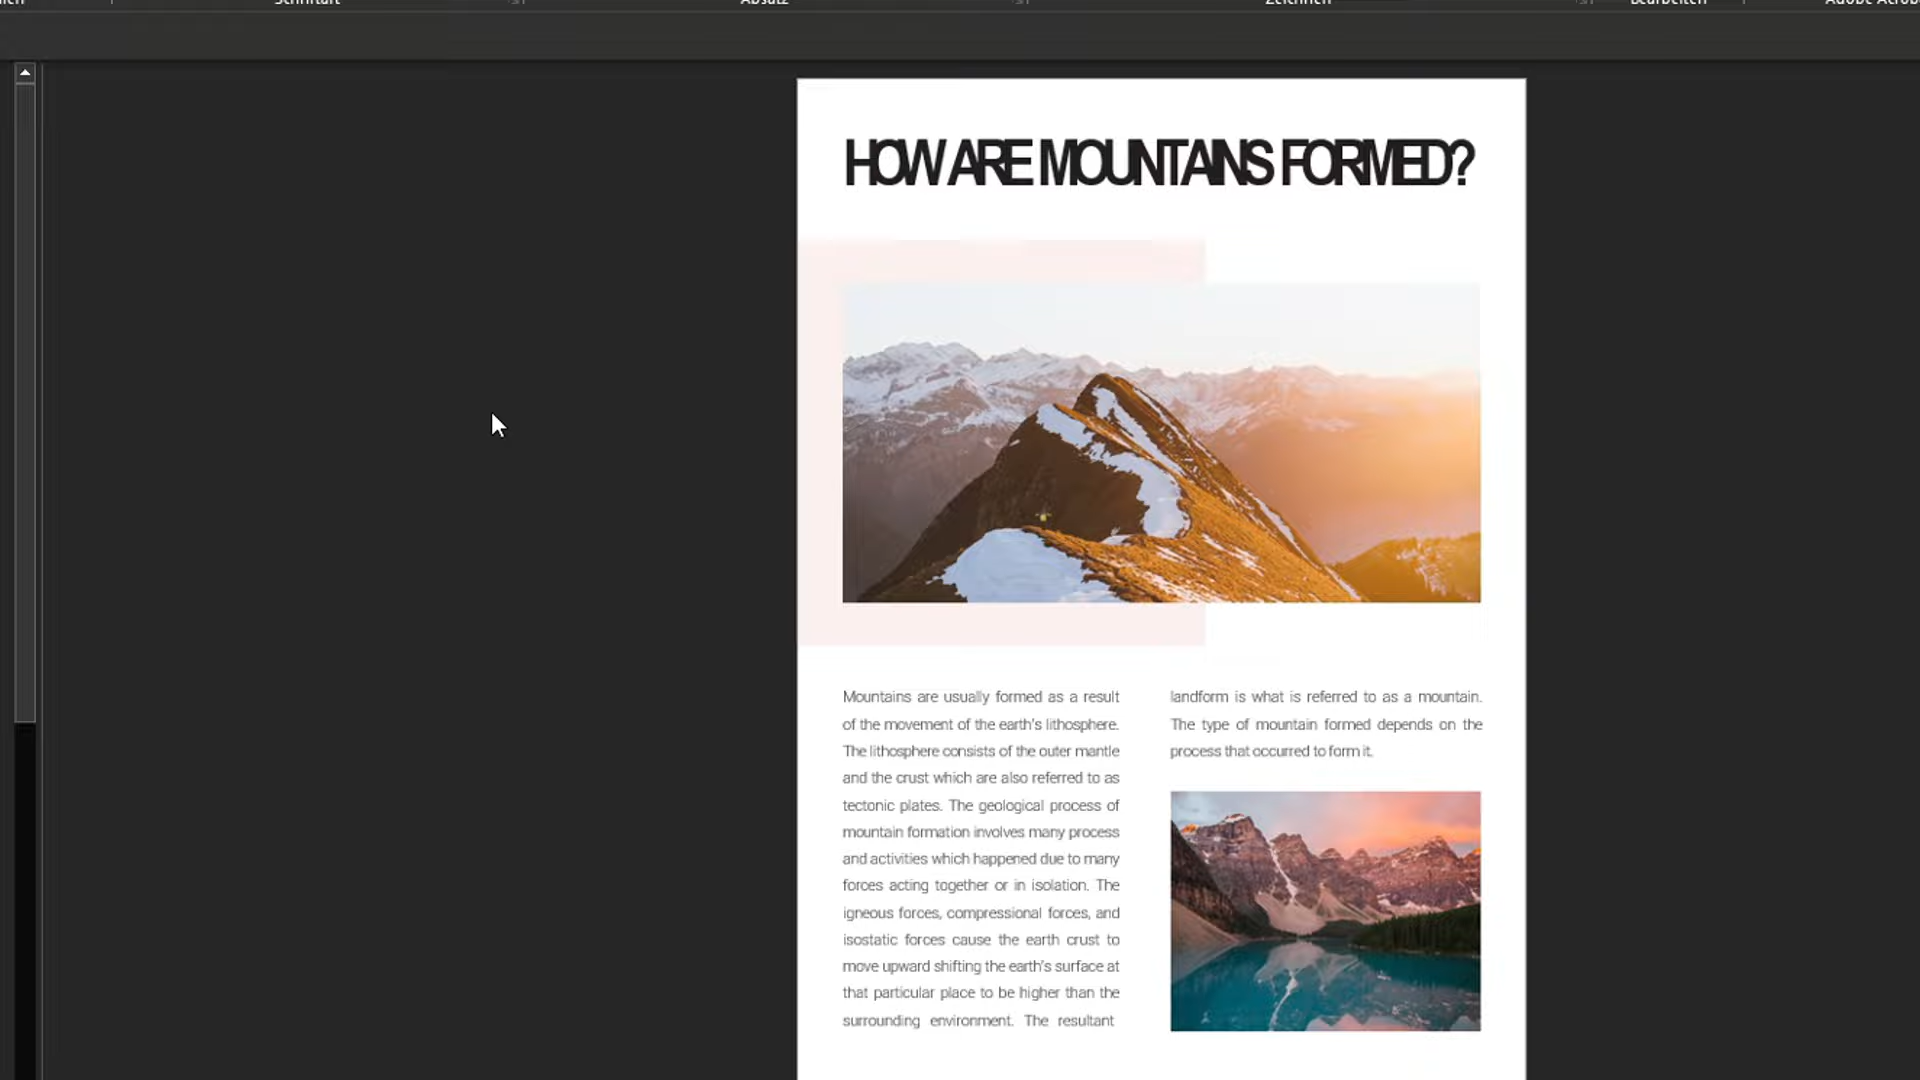 Schriftart
Absatz
Zeichnen
Bearbeiten
HOW ARE MOUNTAINS FORMED?
Mountains are usually formed as a result
of the movement of the earth's lithosphere.
The lithosphere consists of the outer mantle
and the crust which are also referred to as
tectonic plates. The geological process of
mountain formation involves many process
and activities which happened due to many
forces acting together or in isolation. The
igneous forces, compressional forces, and
isostatic forces cause the earth crust to
move upward shifting the earth's surface at
that particular place to be higher than the
surrounding environment. The resultant
landform is what is referred to as a mountain.
The type of mountain formed depends on the
process that occurred to form it.